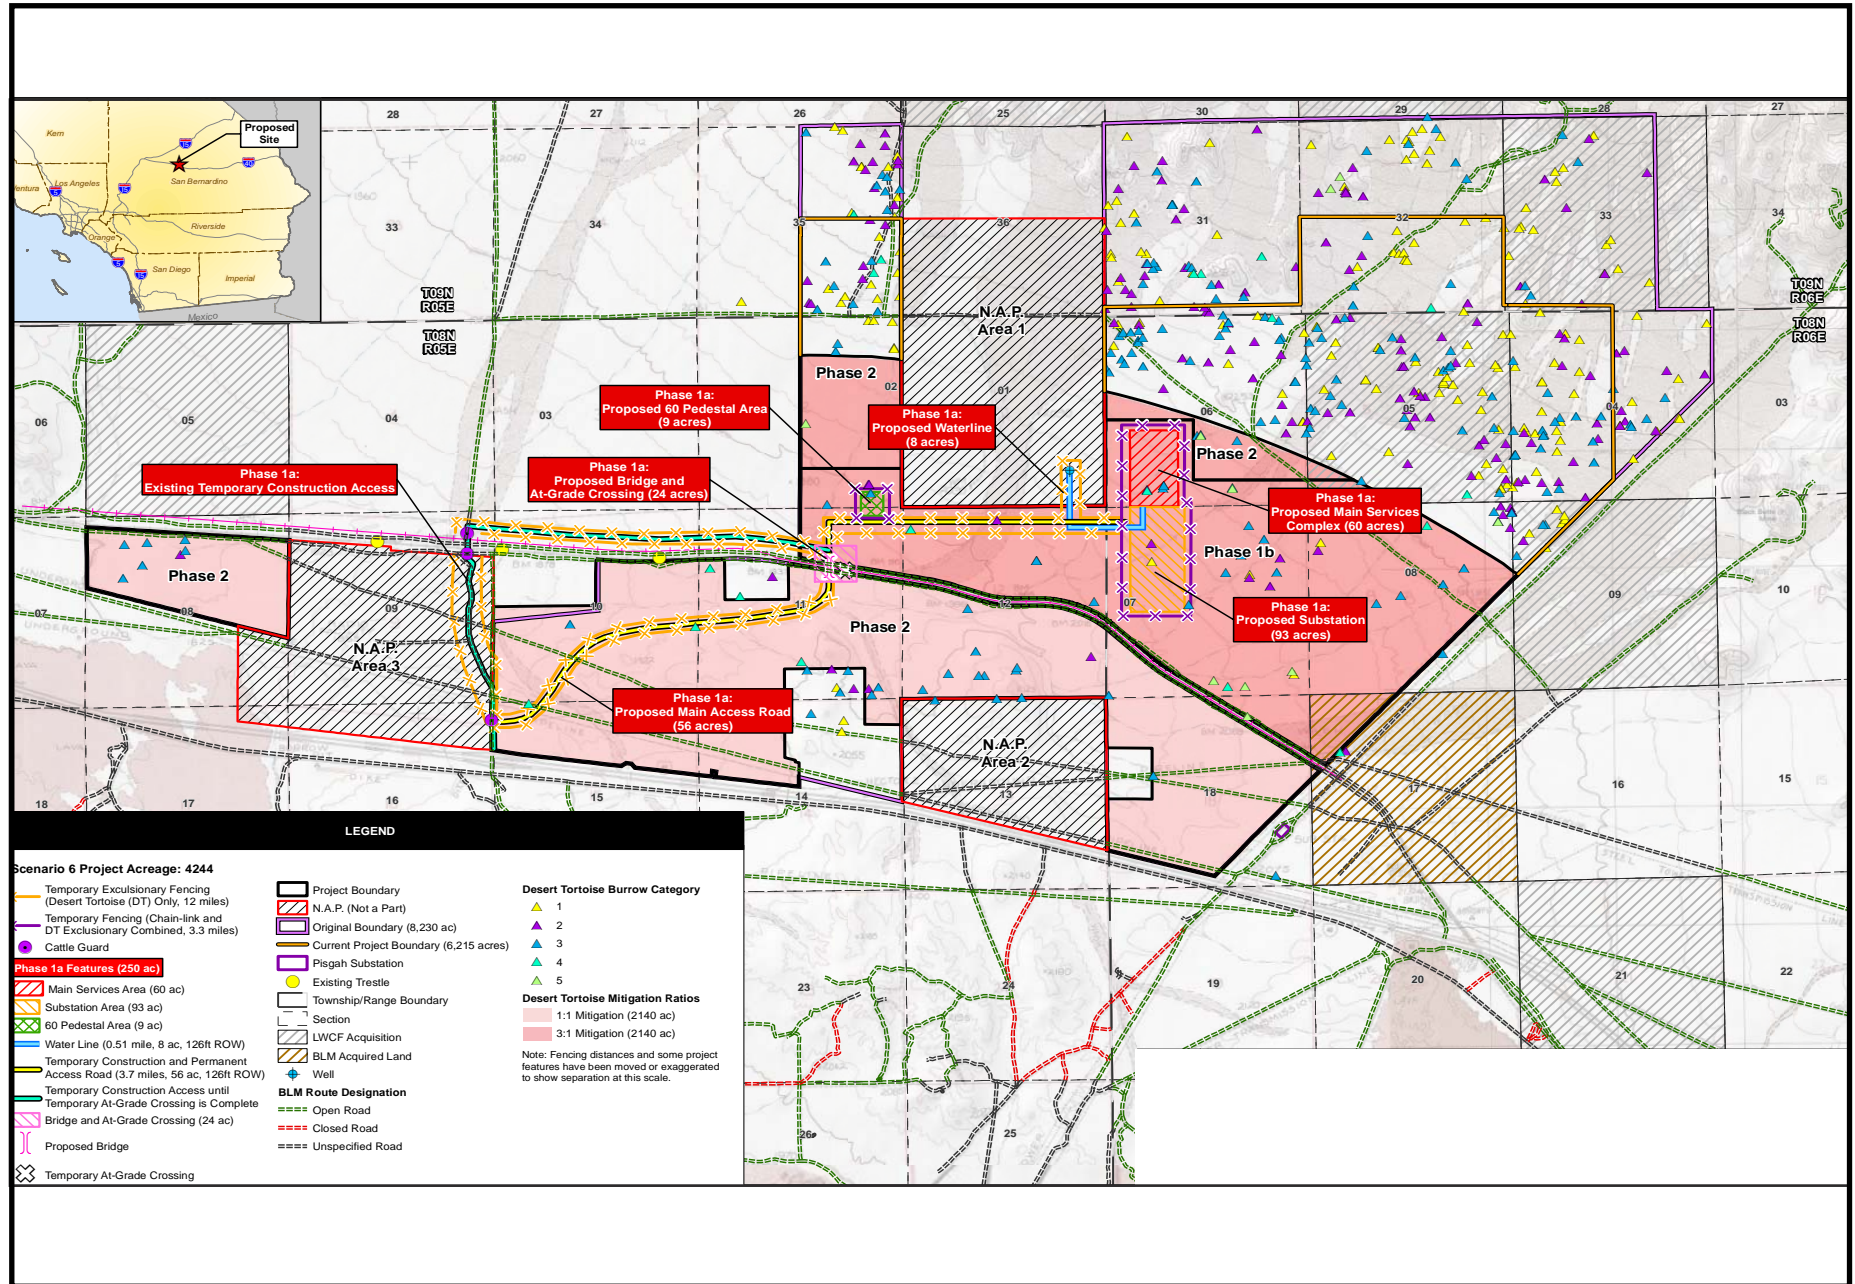 Kern
Proposed
Site
Los Angeles
San Bernardino
Orange
Riverside
San Diego
Imperial
Mexico
15
40
5
15
5
15
28
27
26
25
30
29
28
27
33
34
35
36
31
32
33
34
T09N
R05E
T08N
R05E
T09N
R06E
T08N
R06E
N.A.P.
Area 1
Phase 2
02
01
06
05
04
03
06
05
04
03
Phase 1a:
Proposed 60 Pedestal Area
(9 acres)
Phase 1a:
Proposed Waterline
(8 acres)
Phase 1a:
Existing Temporary Construction Access
Phase 1a:
Proposed Bridge and
At-Grade Crossing (24 acres)
Phase 2
Phase 1a:
Proposed Main Services
Complex (60 acres)
Phase 1b
Phase 2
07
08
09
10
11
12
07
08
09
10
N.A.P.
Area 3
Phase 2
Phase 1a:
Proposed Substation
(93 acres)
Phase 1a:
Proposed Main Access Road
(56 acres)
N.A.P.
Area 2
18
17
16
15
14
13
18
17
16
15
23
24
19
20
21
22
26
25
LEGEND
Scenario 6 Project Acreage: 4244
Temporary Exculsionary Fencing
(Desert Tortoise (DT) Only, 12 miles)
Temporary Fencing (Chain-link and
DT Exclusionary Combined, 3.3 miles)
Cattle Guard
Phase 1a Features (250 ac)
Main Services Area (60 ac)
Substation Area (93 ac)
60 Pedestal Area (9 ac)
Water Line (0.51 mile, 8 ac, 126ft ROW)
Temporary Construction and Permanent
Access Road (3.7 miles, 56 ac, 126ft ROW)
Temporary Construction Access until
Temporary At-Grade Crossing is Complete
Bridge and At-Grade Crossing (24 ac)
Proposed Bridge
Temporary At-Grade Crossing
Project Boundary
N.A.P. (Not a Part)
Original Boundary (8,230 ac)
Current Project Boundary (6,215 acres)
Pisgah Substation
Existing Trestle
Township/Range Boundary
Section
LWCF Acquisition
BLM Acquired Land
Well
BLM Route Designation
Open Road
Closed Road
Unspecified Road
Desert Tortoise Burrow Category
1
2
3
4
5
Desert Tortoise Mitigation Ratios
1:1 Mitigation (2140 ac)
3:1 Mitigation (2140 ac)
Note: Fencing distances and some project
features have been moved or exaggerated
to show separation at this scale.